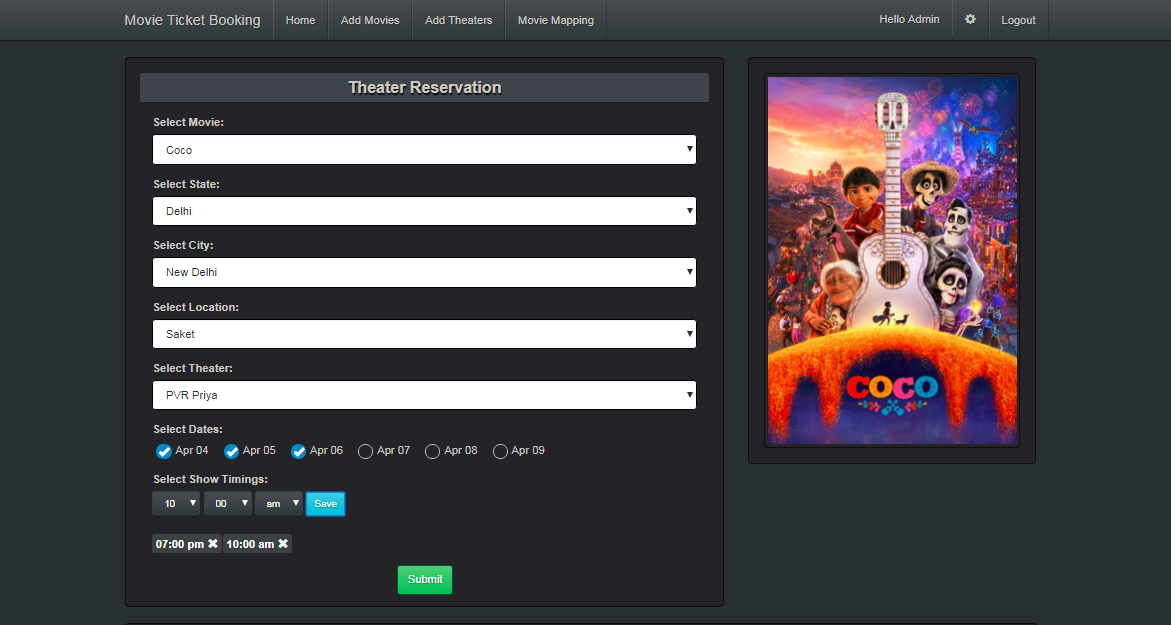 Movie Ticket Booking Home Add Movies Add Theaters Movie Mapping Hello Admin Logout
Theater Reservation
Select Movie:
Coco
Select State:
Delhi
Select City:
New Delhi
Select Location:
Saket
Select Theater:
PVR Priya
Select Dates:
Apr 04 Apr 05 Apr 06 Apr 07 Apr 08 Apr 09
Select Show Timings:
10 00 am Save
07:00 pm 10:00 am
Submit
COCO